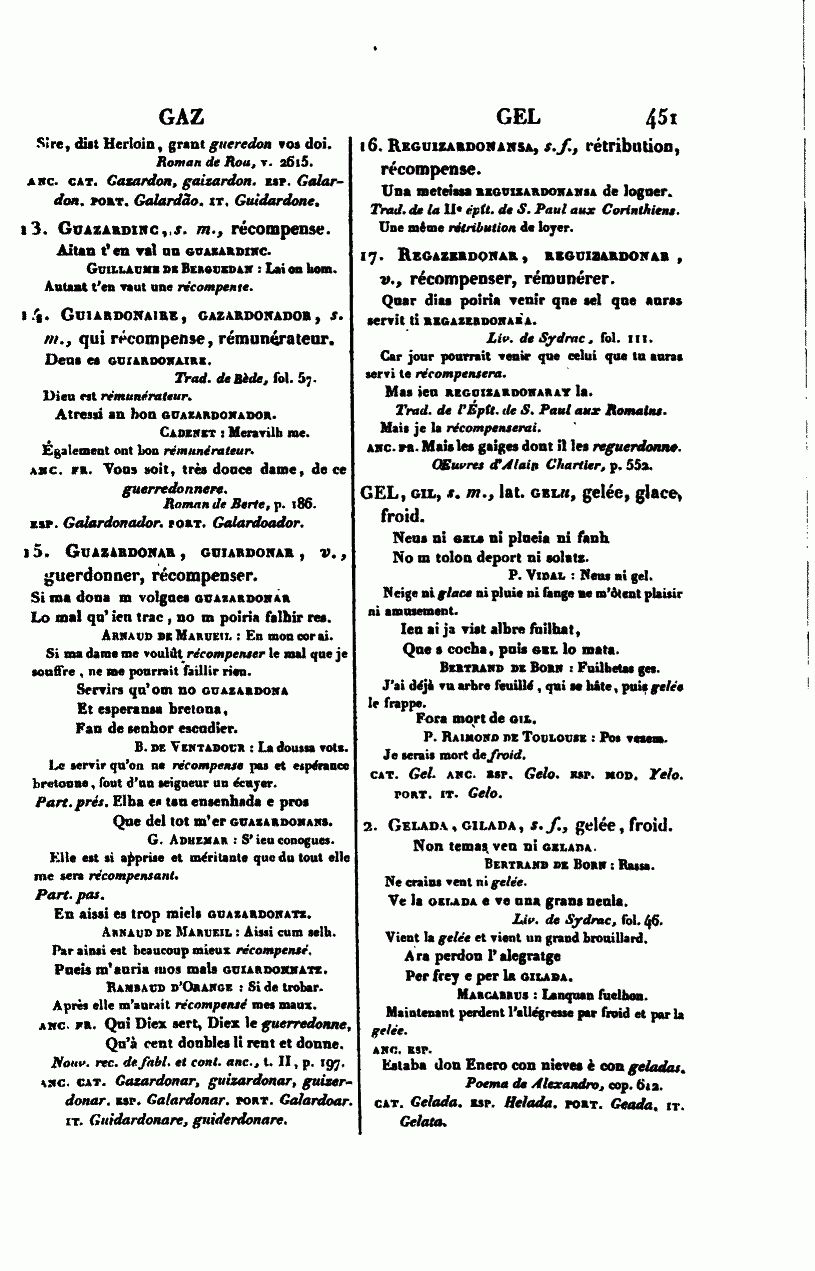 GAZ
GEL 451
Sire, dist Herloin, grant gueredon vos doi.
Roman de Rou, v. 2615.
ANC. CAT. Gazardon, gaizardon. ESP. Galar-
don. PORT. Galardão. IT. Guidardone.
13. GUAZARDINC, s. m., récompense.
Aitan t'en val un GUAZARDINC.
GUILLAUME DE BERGUEDAN : Lai on hom.
Autant t'en vaut une récompense.
14. GUIARDONAIRE, GAZARDONADOR, s.
m., qui récompense, rémunérateur.
Deus es GUIARDONAIRE.
Trad. de Bède, fol. 57.
Dieu est rémunérateur.
Atressi an bon GUAZARDONADOR.
CADENET : Meravilh me.
Également ont bon rémunérateur.
ANC. FR. Vous soit, très douce dame, de ce
guerredonnere.
Roman de Berte, p. 186.
ESP. Galardonador. PORT. Galardoador.
15. GUAZARDONAR, GUIARDONAR, v.,
guerdonner, récompenser.
Si ma dona m volgues GUAZARDONAR
Lo mal qu'ien trac, no m poiria falhir res.
ARNAUD DE MARUEIL : En mon cor ai.
Si ma dame me voulût récompenser le mal que je
souffre, ne me pourrait faillir rien.
Servirs qu'om no GUAZARDONA
Et esperansa bretona,
Fan de senhor escudier.
B. DE VENTADOUR : La doussa votz.
Le servir qu'on ne récompense pas et espérance
bretonne, font d'un seigneur un écuyer.
Part. prés. Elha es tan ensenhada e pros
Que del tot m'er GUAZARDONANS.
G. ADHEMAR : S'ieu conogues.
Elle est si apprise et méritante que du tout elle
me sera récompensant.
Part. pas.
En aissi es trop miels GUAZARDONATZ.
ARNAUD DE MARUEIL : Aissi cum selh.
Par ainsi est beaucoup mieux récompensé.
Pueis m'auria mos mals GUIARDONNATZ.
RAMBAUD D'ORANGE : Si de trobar.
Après elle m'aurait récompensé mes maux.
ANC. FR. Qui Diex sert, Diex le guerredonne,
Qu'à cent doubles li rent et donne.
Nouv. rec. de fabl. et cont. anc., t. II, p. 197.
ANC. CAT. Gazardonar, guizardonar, guizer-
donar. ESP. Galardonar. PORT. Galardoar.
IT. Guidardonare, guiderdonare.
16. REGUIZARDONANSA, s. f., rétribution,
récompense.
Una meteissa REGUIZARDONANSA de loguer.
Trad. de la IIe épît. de S. Paul aux Corinthiens.
Une même rétribution de loyer.
17. REGAZERDONAR, REGUIZARDONAR,
v., récompenser, rémunérer.
Quar dias poiria venir que sel que auras
servit ti REGAZERDONARA.
Liv. de Sydrac, fol. 111.
Car jour pourrait venir que celui que tu auras
servi te récompensera.
Mas ieu REGUIZARDONARAY la.
Trad. de l'Épît. de S. Paul aux Romains.
Mais je la récompenserai.
ANC. FR. Mais les gaiges dont il les reguerdonne.
Œuvres d'Alain Chartier, p. 552.
GEL, GIL, s. m., lat. GELU, gelée, glace,
froid.
Neus ni GELS ni plueia ni fanh
No m tolon deport ni solatz.
P. VIDAL : Neus ni gel.
Neige ni glace ni pluie ni fange ne m'ôtent plaisir
ni amusement.
Ieu ai ja vist albre fuilhat,
Que s cocha, puis GEL lo mata.
BERTRAND DE BORN : Fuilhetas ges.
J'ai déjà vu arbre feuillé, qui se hâte, puis gelée
le frappe.
Fora mort de GIL.
P. RAIMOND DE TOULOUSE : Pos vezem.
Je serais mort de froid.
CAT. Gel. ANC. ESP. Gelo. ESP. MOD. Yelo.
PORT. IT. Gelo.
2. GELADA, GILADA, s. f., gelée, froid.
Non temas ven ni GELADA.
BERTRAND DE BORN : Rassa.
Ne crains vent ni gelée.
Ve la GELADA e ve una grans neula.
Liv. de Sydrac, fol. 46.
Vient la gelée et vient un grand brouillard.
Ara perdon l'alegratge
Per frey e per la GILADA.
MARCABRUS : Lanquan fuelhon.
Maintenant perdent l'allégresse par froid et par la
gelée.
ANC. ESP.
Estaba don Enero con nieves è con geladas.
Poema de Alexandro, cop. 612.
CAT. Gelada. ESP. Helada. PORT. Geada. IT.
Gelata.